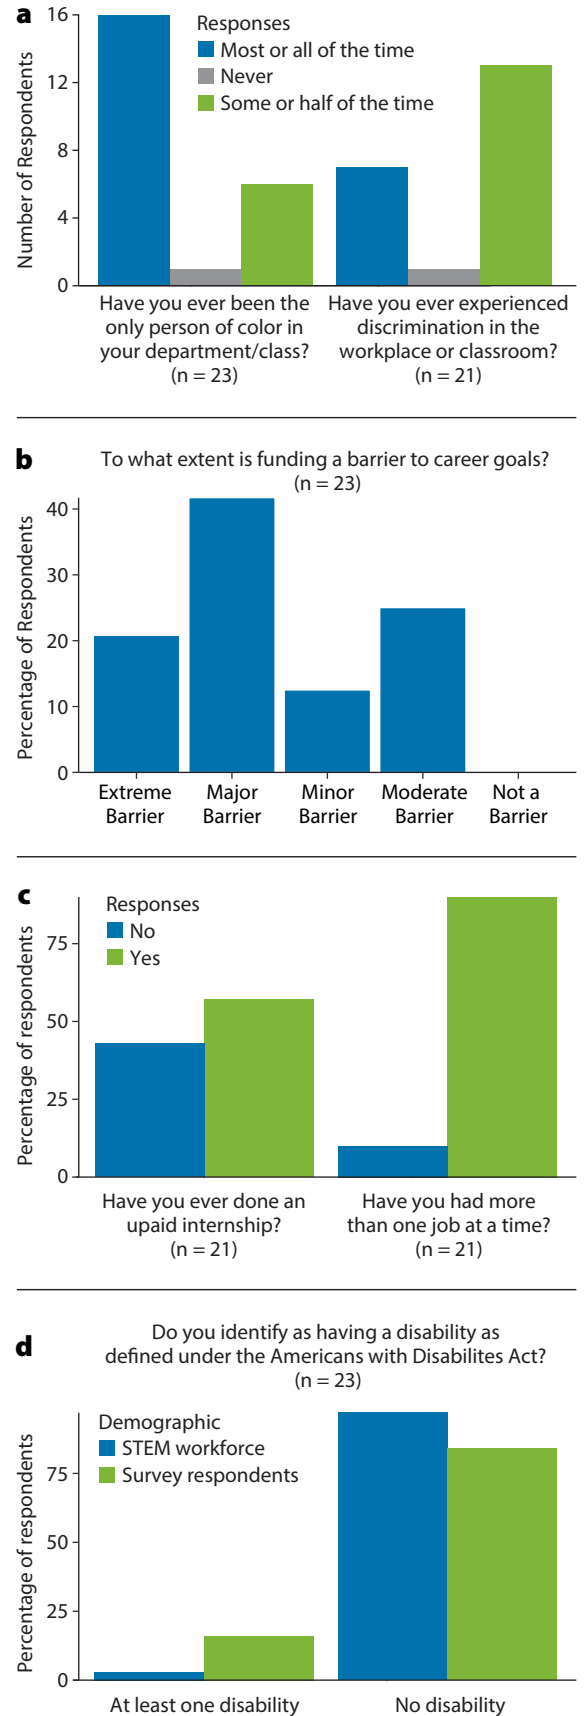 a
Number of Respondents
16
12
8
4
0
Responses
Most or all of the time
Never
Some or half of the time
Have you ever been the
only person of color in
your department/class?
(n = 23)
Have you ever experienced
discrimination in the
workplace or classroom?
(n = 21)
b
To what extent is funding a barrier to career goals?
(n = 23)
Percentage of Respondents
40
30
20
10
0
Extreme
Barrier
Major
Barrier
Minor
Barrier
Moderate
Barrier
Not a
Barrier
c
Responses
No
Yes
Percentage of respondents
75
50
25
0
Have you ever done an
upaid internship?
(n = 21)
Have you had more
than one job at a time?
(n = 21)
d
Do you identify as having a disability as
defined under the Americans with Disabilites Act?
(n = 23)
Demographic
STEM workforce
Survey respondents
Percentage of respondents
75
50
25
0
At least one disability
No disability